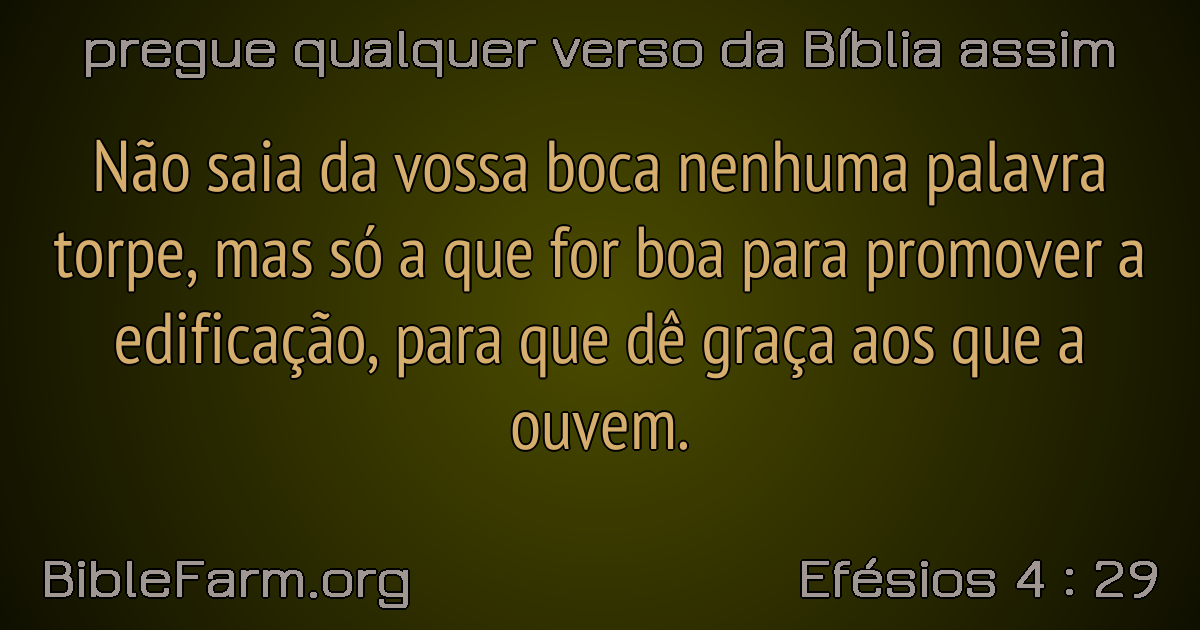 pregue qualquer verso da Bíblia assim
Não saia da vossa boca nenhuma palavra
torpe, mas só a que for boa para promover a
edificação, para que dê graça aos que a
ouvem.
BibleFarm.org
Efésios 4 : 29